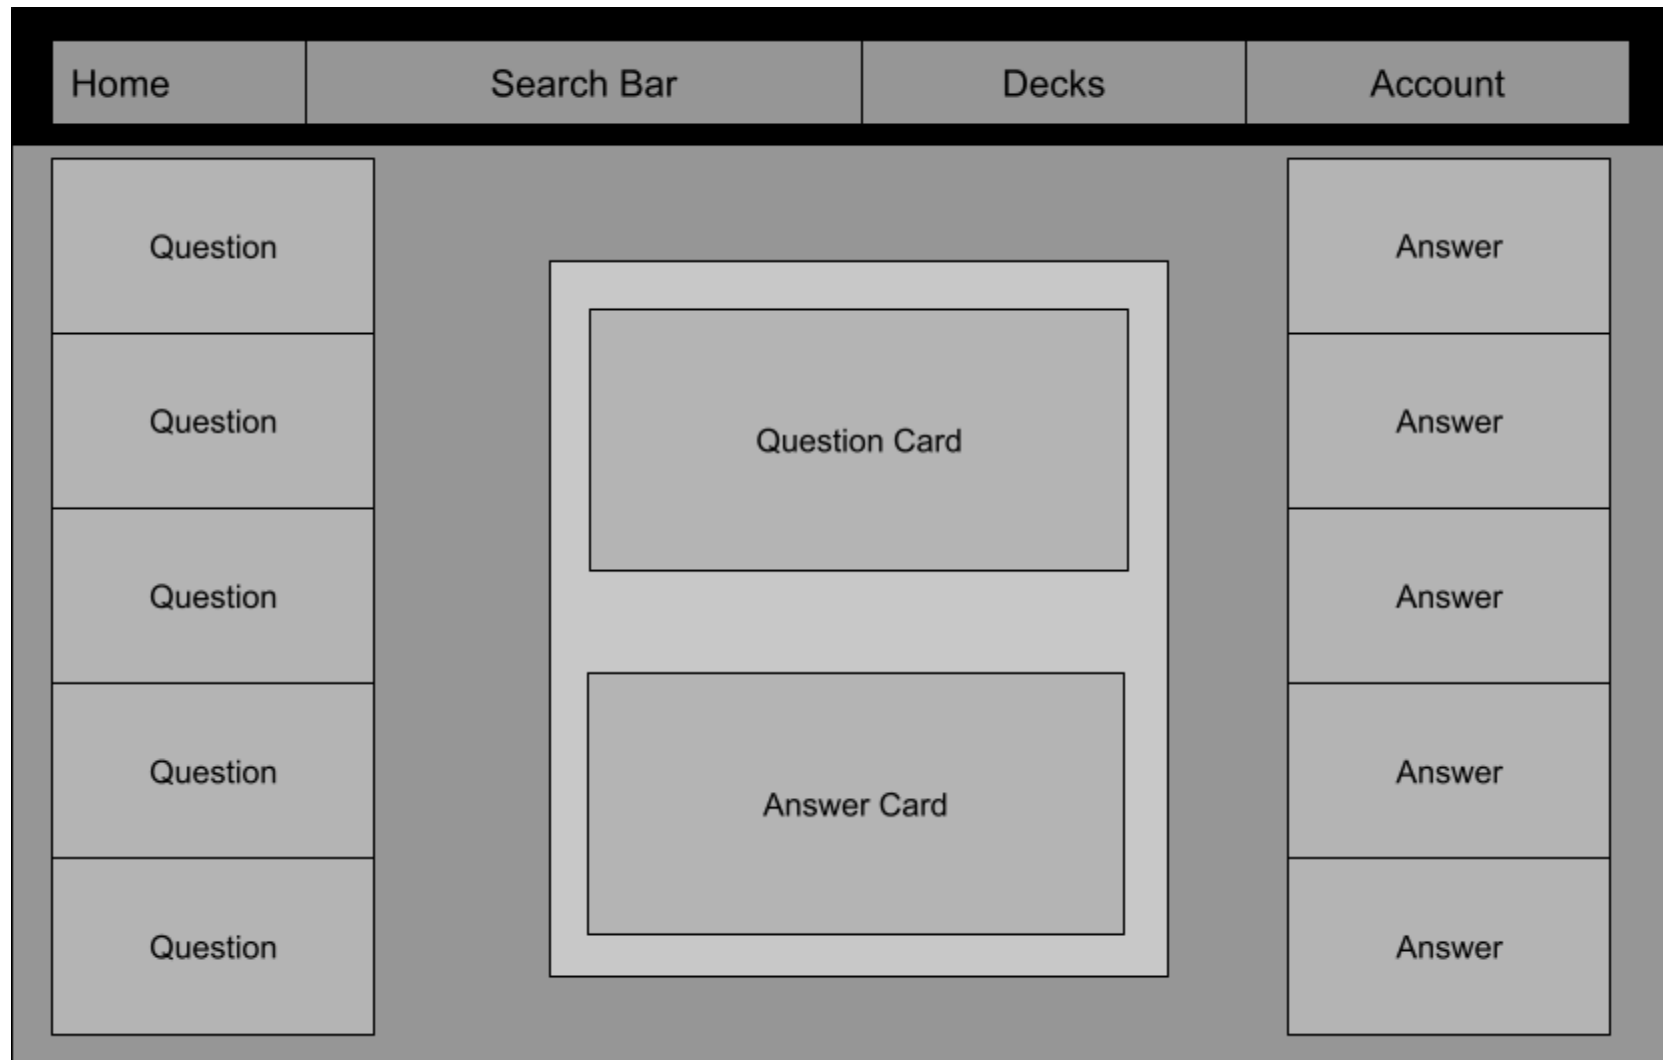 Home
Search Bar
Decks
Account
Question
Question
Question
Question
Question
Question Card
Answer Card
Answer
Answer
Answer
Answer
Answer